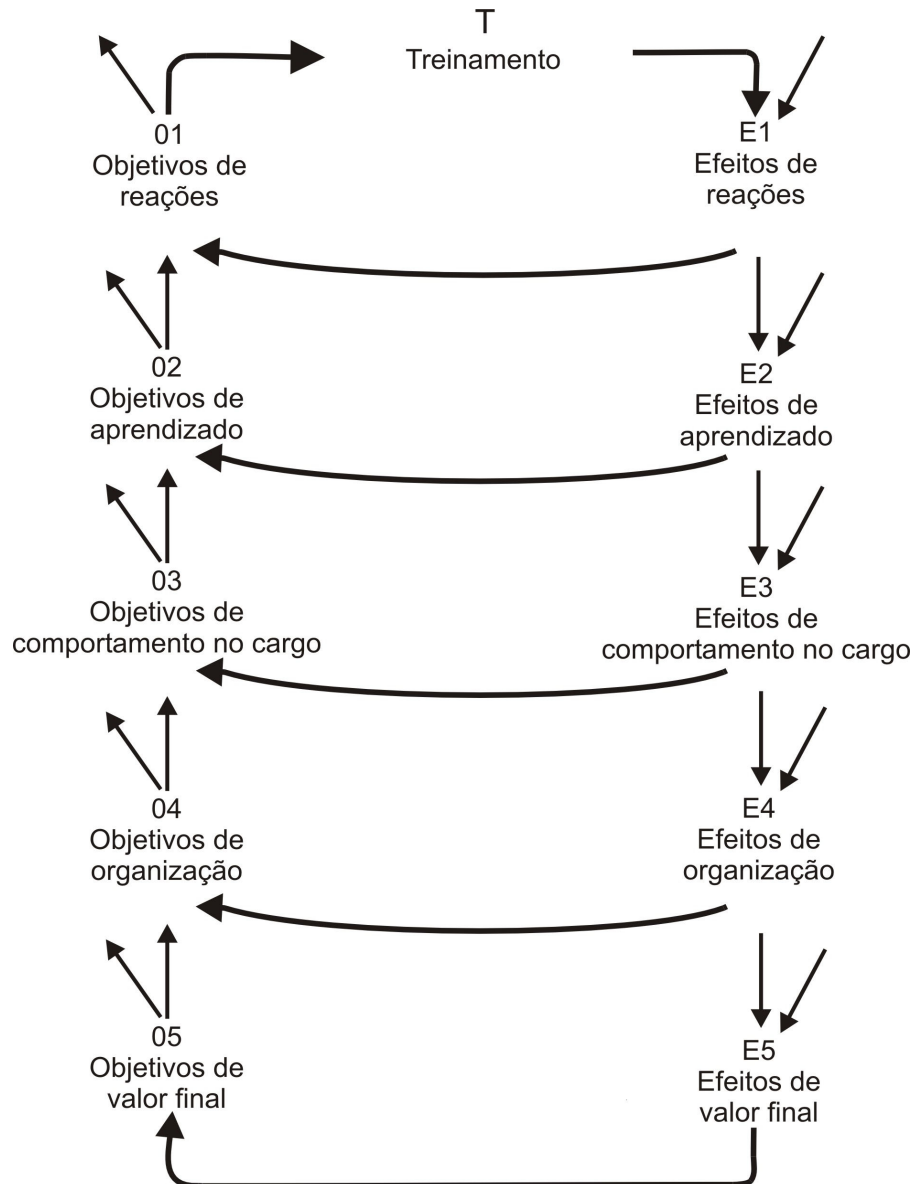 T
Treinamento
01
Objetivos de
reações
E1
Efeitos de
reações
02
Objetivos de
aprendizado
E2
Efeitos de
aprendizado
03
Objetivos de
comportamento no cargo
E3
Efeitos de
comportamento no cargo
04
Objetivos de
organização
E4
Efeitos de
organização
05
Objetivos de
valor final
E5
Efeitos de
valor final